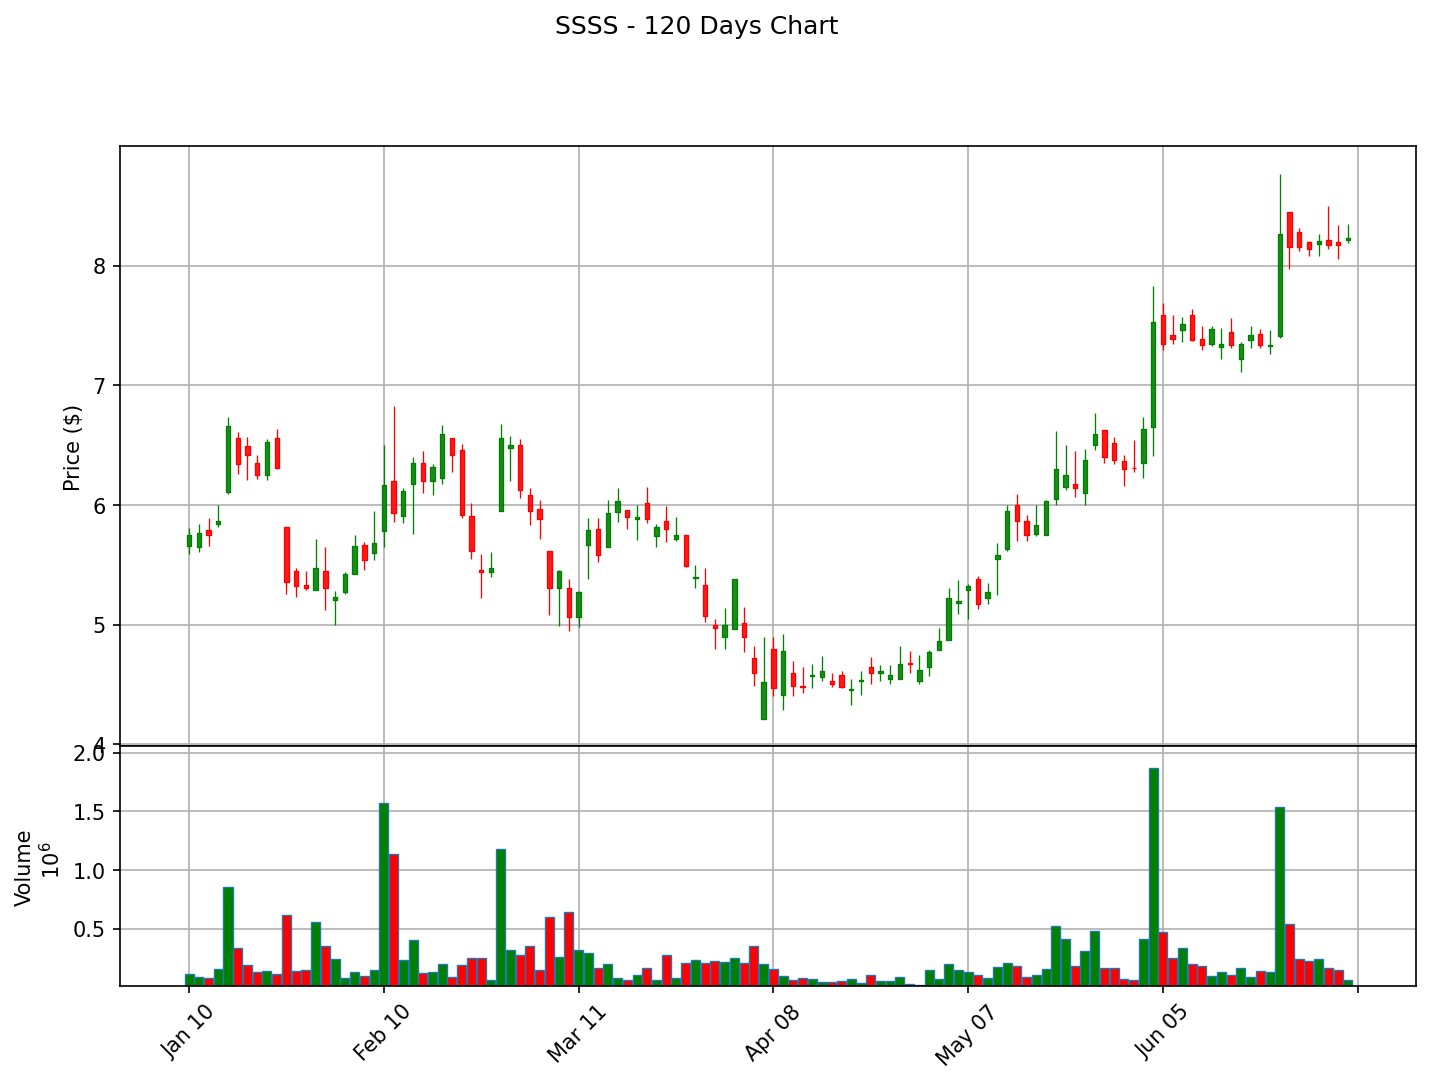 SSSS - 120 Days Chart
Price ($)
8
7
6
5
4
Volume
10⁶
2.0
1.5
1.0
0.5
Jan 10
Feb 10
Mar 11
Apr 08
May 07
Jun 05